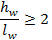 h_w / l_w ≥ 2